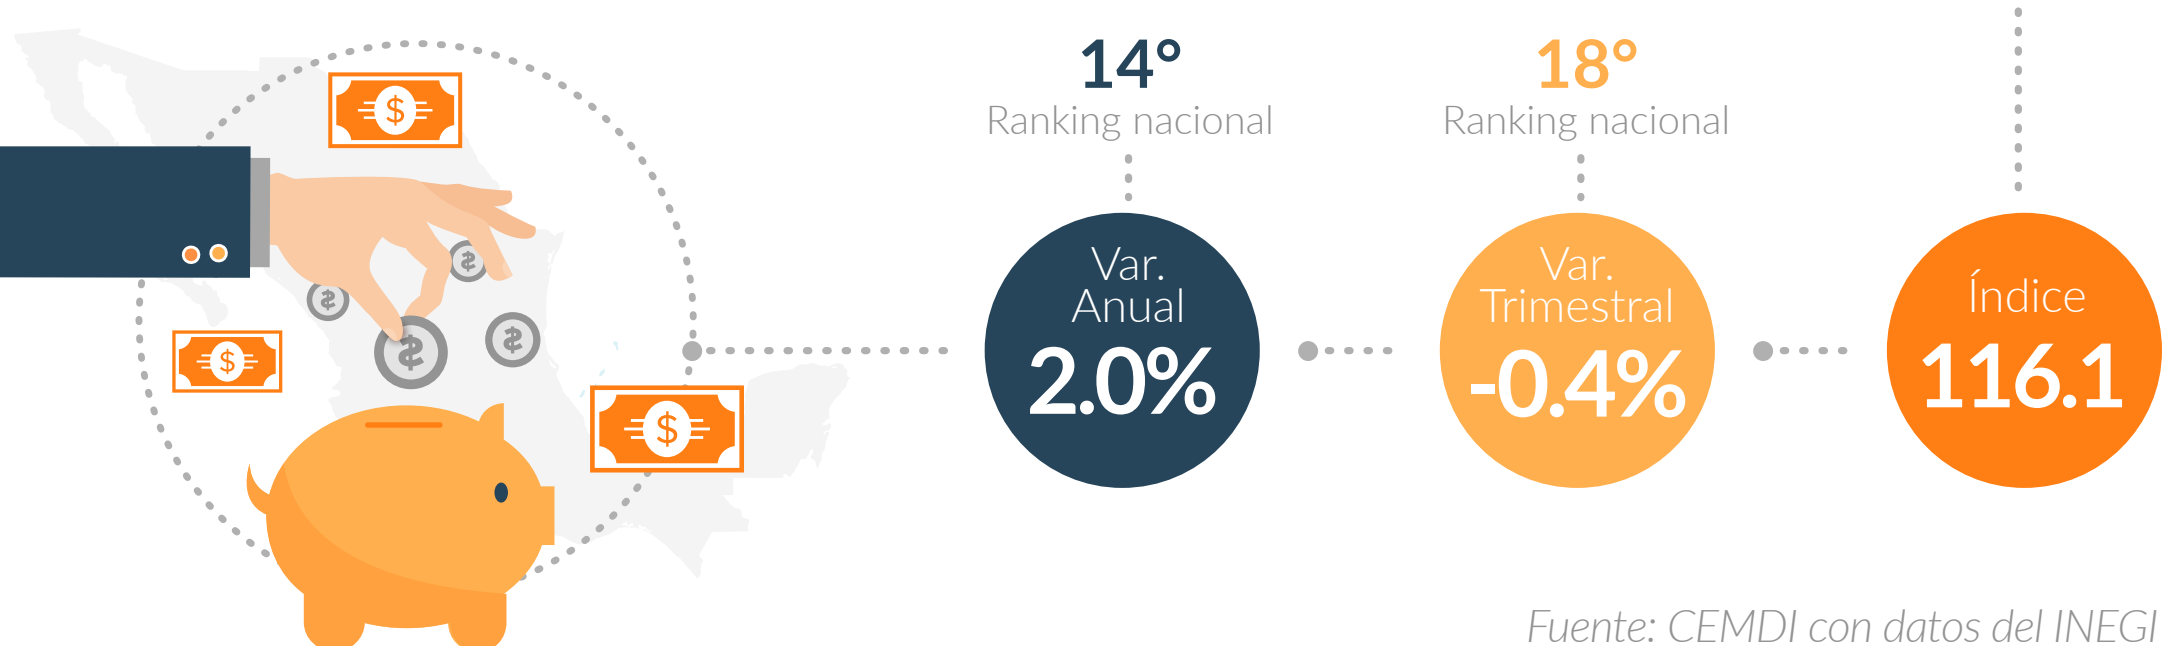 14°
Ranking nacional
Var.
Anual
2.0%
18°
Ranking nacional
Var.
Trimestral
-0.4%
Índice
116.1
$
$
$
$
$
$
$
Fuente: CEMDI con datos del INEGI